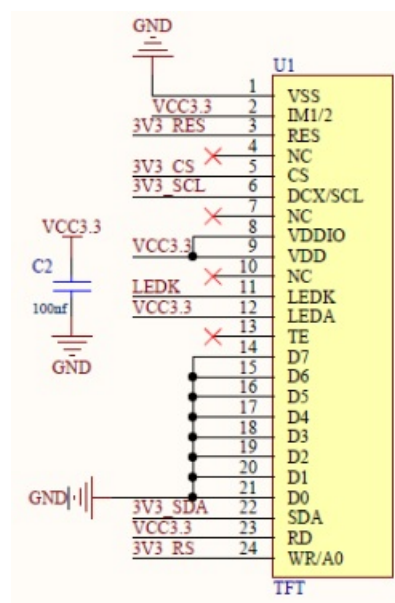 GND
U1
1 VSS
VCC3.3 2 IM1/2
3V3_RES 3 RES
4 NC
3V3_CS 5 CS
3V3_SCL 6 DCX/SCL
7 NC
8 VDDIO
VCC3.3 9 VDD
10 NC
LEDK 11 LEDK
VCC3.3 12 LEDA
13 TE
14 D7
15 D6
16 D5
17 D4
18 D3
19 D2
20 D1
GND 21 D0
3V3_SDA 22 SDA
VCC3.3 23 RD
3V3_RS 24 WR/A0
TFT
VCC3.3
C2
100nf
GND